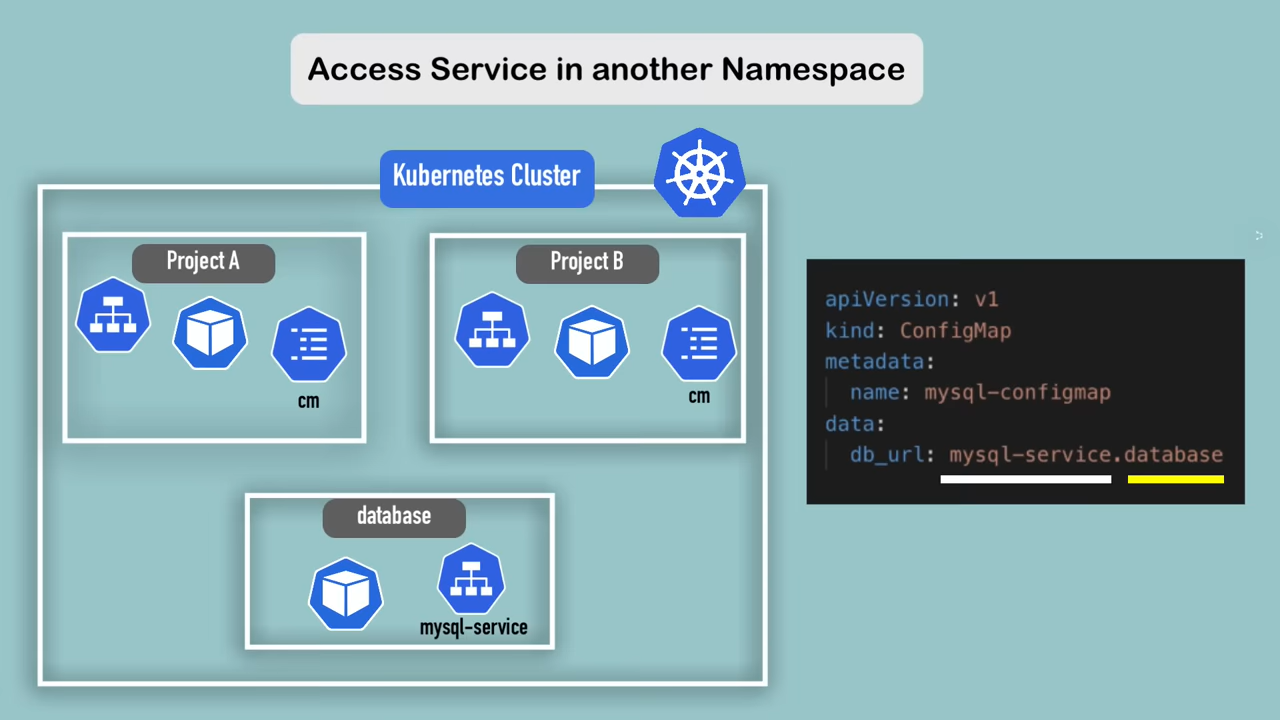 Access Service in another Namespace
Kubernetes Cluster
Project A
cm
Project B
cm
database
mysql-service
apiVersion: v1
kind: ConfigMap
metadata:
  name: mysql-configmap
data:
  db_url: mysql-service.database